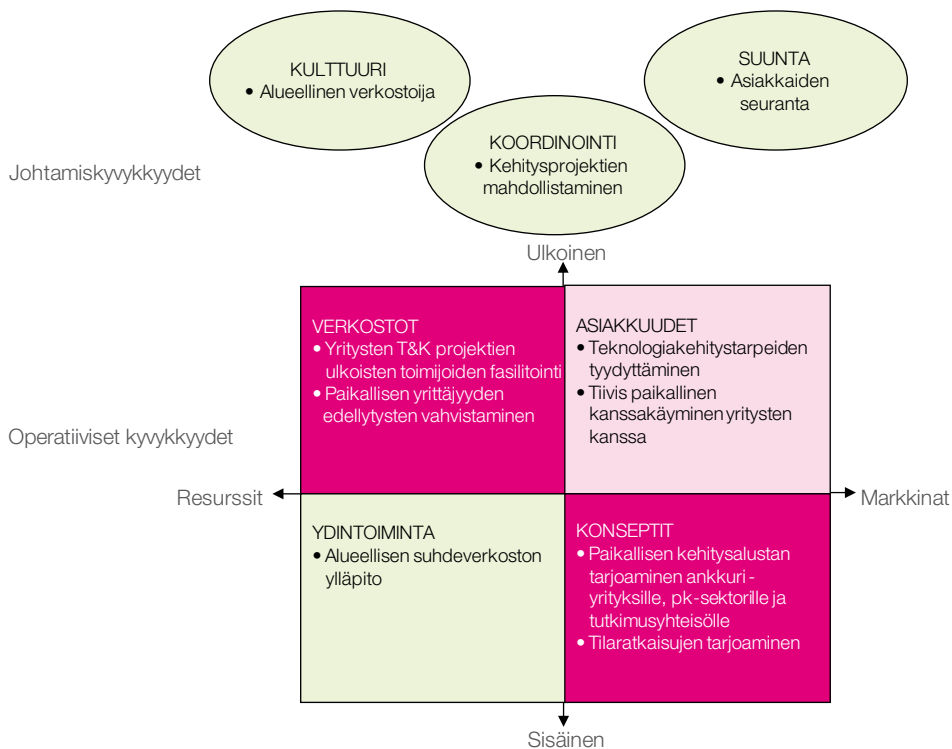 KULTTUURI
• Alueellinen verkostoija
SUUNTA
• Asiakkaiden
seuranta
KOORDINOINTI
• Kehitysprojektien
mahdollistaminen
Johtamiskyvykkyydet
Ulkoinen
VERKOSTOT
• Yritysten T&K projektien
ulkoisten toimijoiden fasilitointi
• Paikallisen yrittäjyyden
edellytysten vahvistaminen
ASIAKKUUDET
• Teknologiakehitystarpeiden
tyydyttäminen
• Tiivis paikallinen
kanssakäyminen yritysten
kanssa
Operatiiviset kyvykkyydet
Resurssit
Markkinat
YDINTOIMINTA
• Alueellisen suhdeverkoston
ylläpito
KONSEPTIT
• Paikallisen kehitysalustan
tarjoaminen ankkuri-
yrityksille, pk-sektorille ja
tutkimusyhteisölle
• Tilaratkaisujen tarjoaminen
Sisäinen